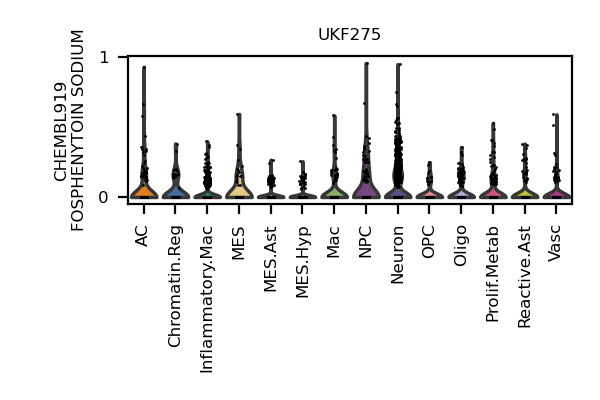 UKF275
CHEMBL919
FOSPHENYTOIN SODIUM
1
0
AC
Chromatin.Reg
Inflammatory.Mac
MES
MES.Ast
MES.Hyp
Mac
NPC
Neuron
OPC
Oligo
Prolif.Metab
Reactive.Ast
Vasc